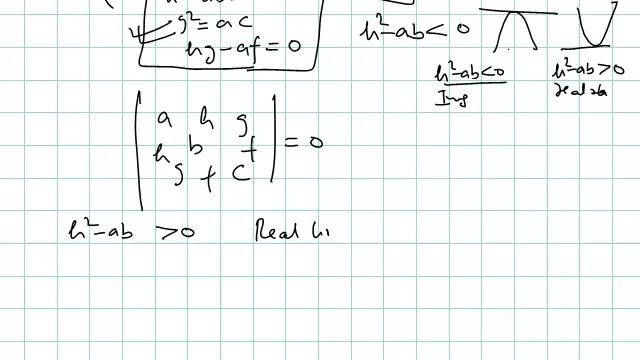 g² = ac
hg - af = 0
h² - ab < 0
h² - ab < 0
Img
h² - ab > 0
a h g
h b f = 0
g f c
h² - ab > 0 Real